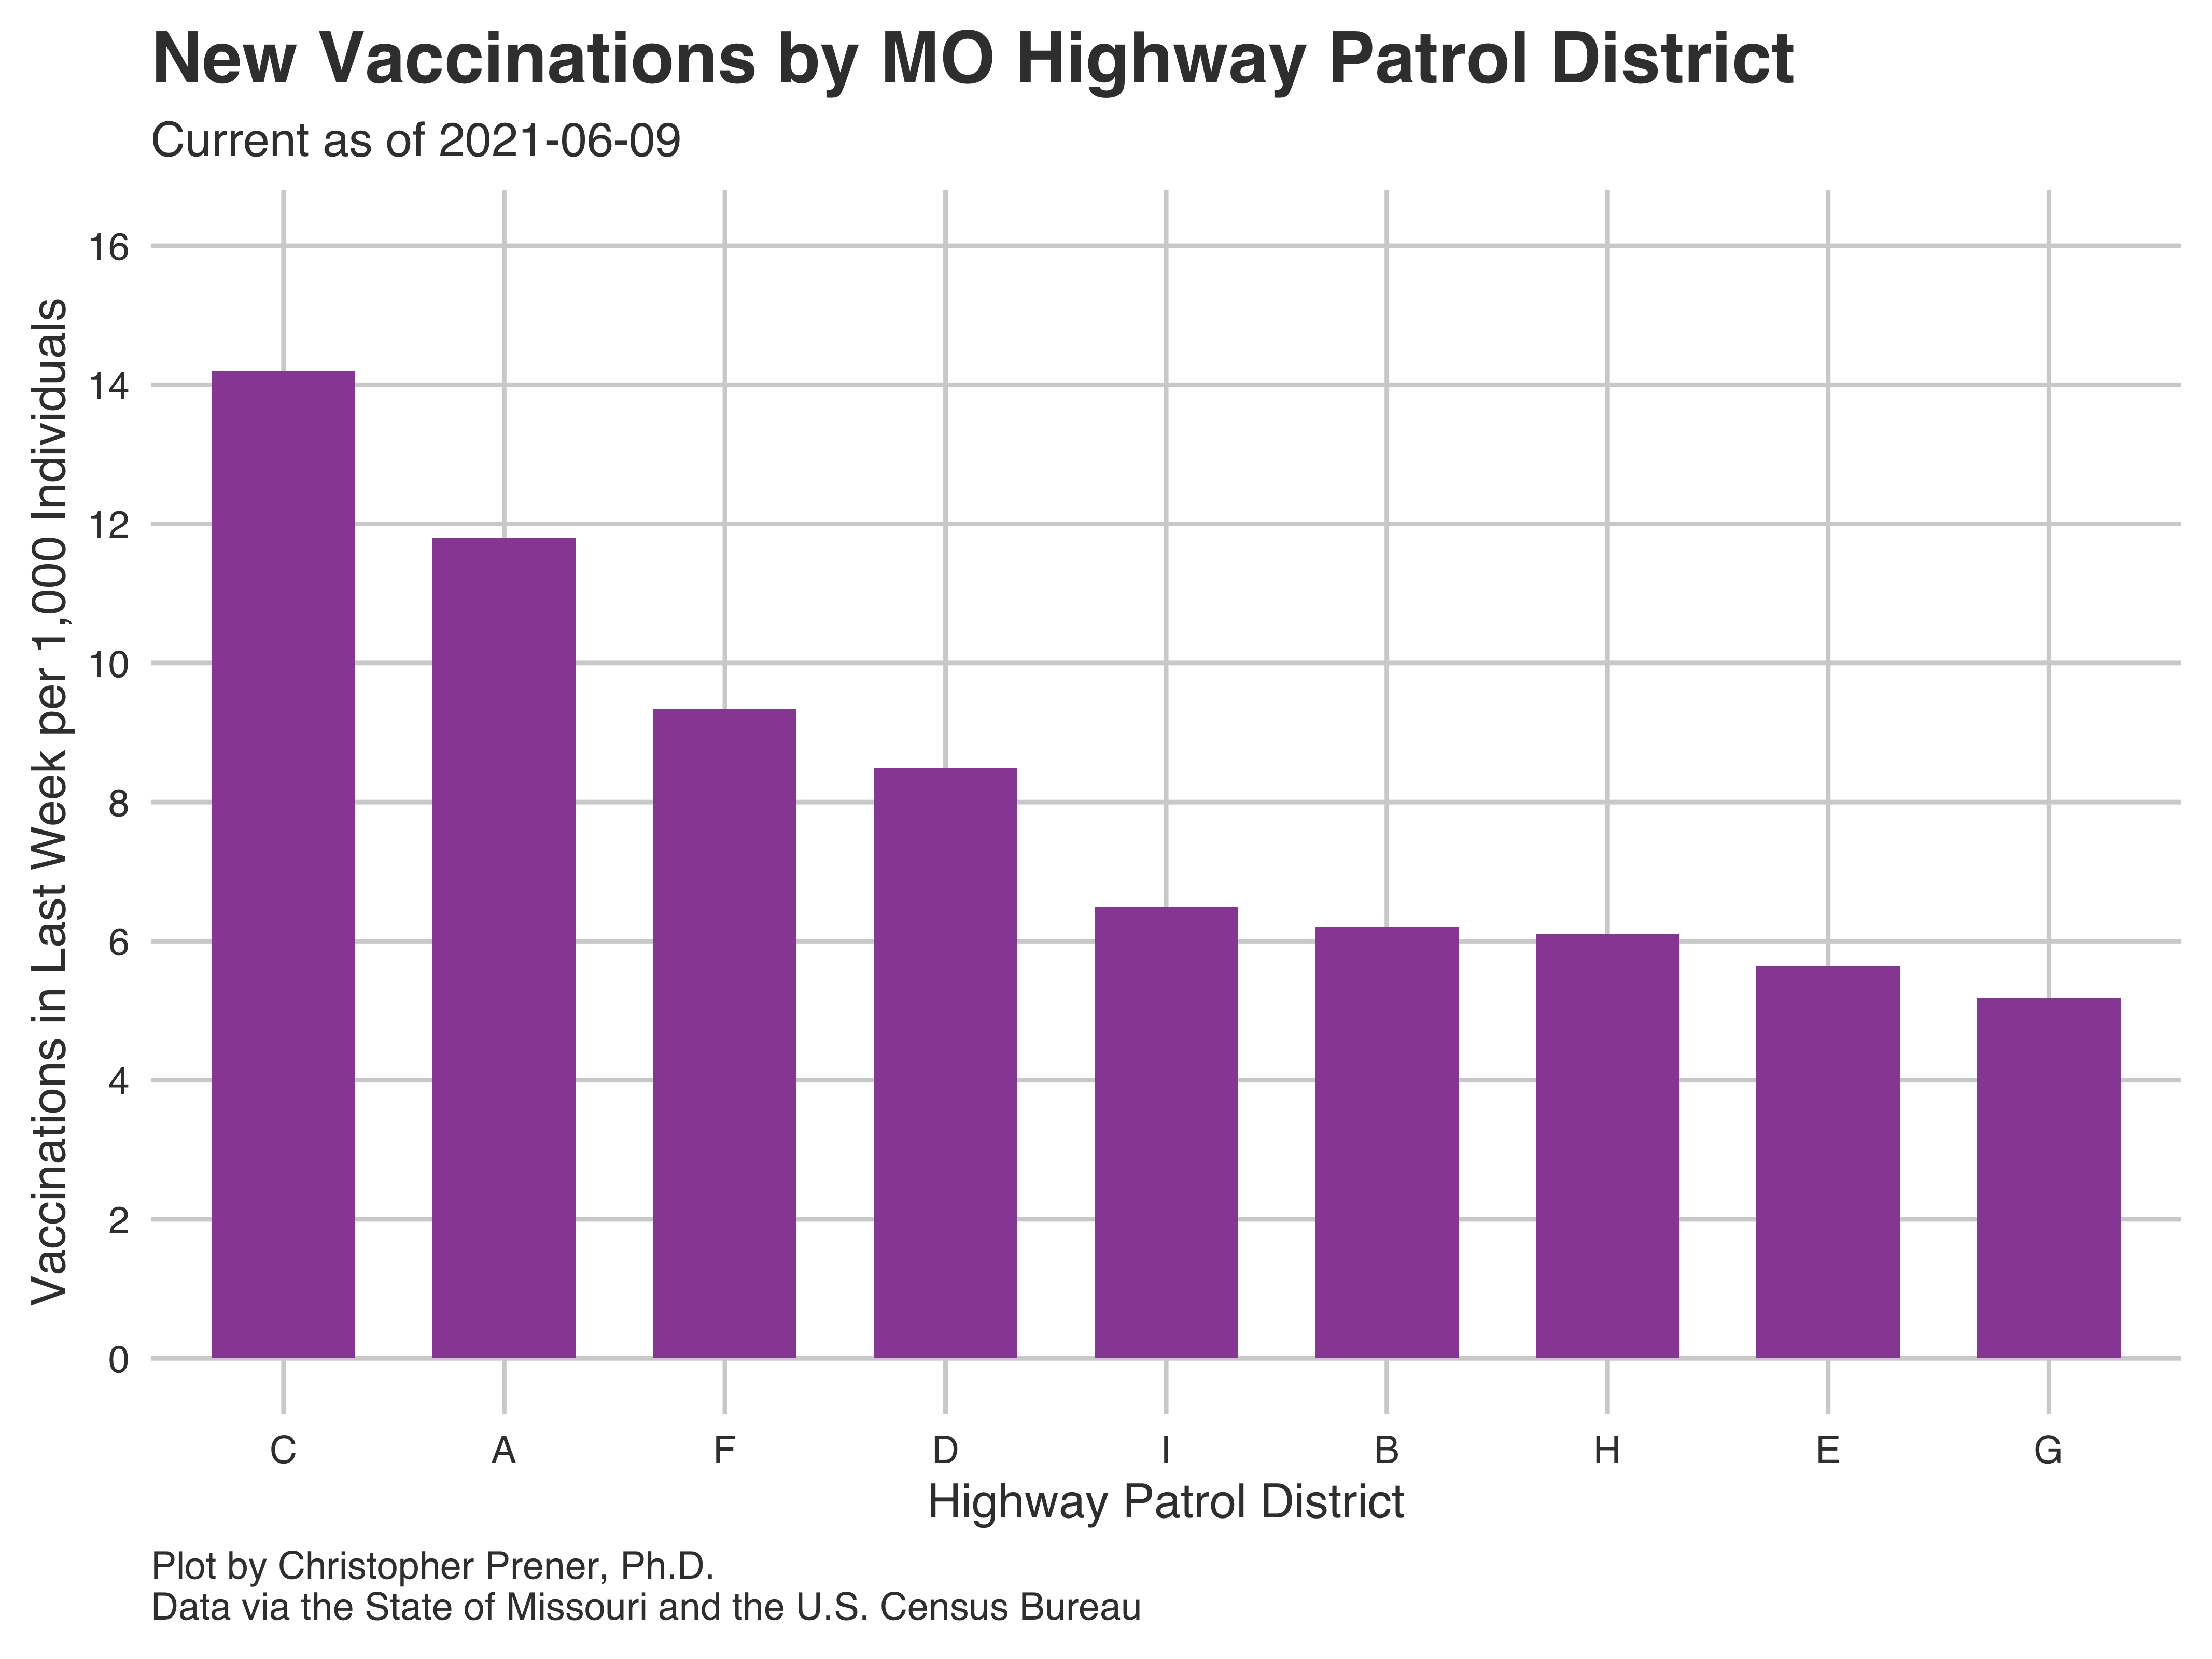 New Vaccinations by MO Highway Patrol District
Current as of 2021-06-09
Vaccinations in Last Week per 1,000 Individuals
16
14
12
10
8
6
4
2
0
C A F D I B H E G
Highway Patrol District
Plot by Christopher Prener, Ph.D.
Data via the State of Missouri and the U.S. Census Bureau